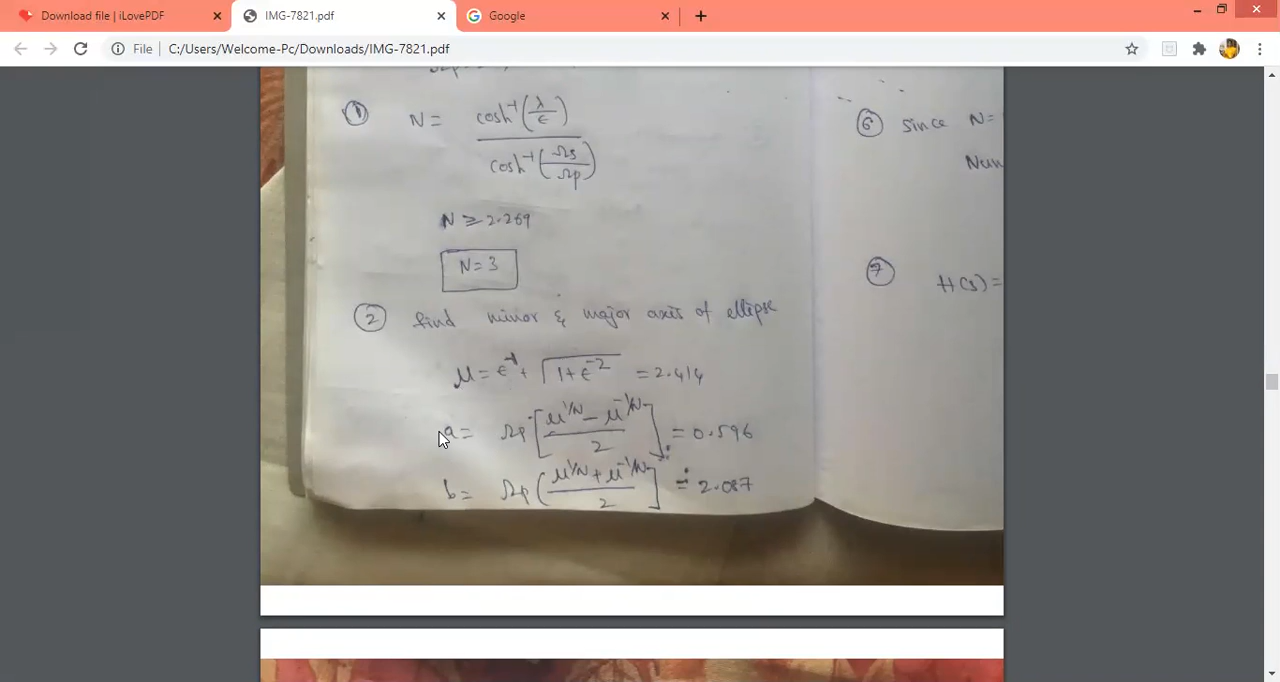 Download file | iLovePDF
IMG-7821.pdf
Google
File
C:/Users/Welcome-Pc/Downloads/IMG-7821.pdf
① N = cosh⁻¹(λ/ϵ) / cosh⁻¹(Ωs/Ωp)
N ≥ 2.269
N = 3
② find minor & major axis of ellipse
μ = ϵ⁻¹ + √(1+ϵ⁻²) = 2.414
a = Ωp [μ^1/N − μ^-1/N / 2] = 0.596
b = Ωp (μ^1/N + μ^-1/N / 2] = 2.087
⑥ since N =
Num
⑦ H(s) =